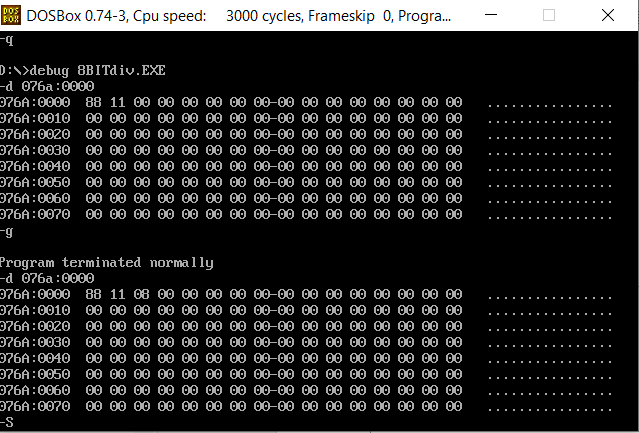 DOS BOX DOSBox 0.74-3, Cpu speed: 3000 cycles, Frameskip 0, Progra...
-q
D:\>debug 8BITdiv.EXE
-d 076a:0000
076A:0000 88 11 00 00 00 00 00 00-00 00 00 00 00 00 00 00 ................
076A:0010 00 00 00 00 00 00 00 00-00 00 00 00 00 00 00 00 ................
076A:0020 00 00 00 00 00 00 00 00-00 00 00 00 00 00 00 00 ................
076A:0030 00 00 00 00 00 00 00 00-00 00 00 00 00 00 00 00 ................
076A:0040 00 00 00 00 00 00 00 00-00 00 00 00 00 00 00 00 ................
076A:0050 00 00 00 00 00 00 00 00-00 00 00 00 00 00 00 00 ................
076A:0060 00 00 00 00 00 00 00 00-00 00 00 00 00 00 00 00 ................
076A:0070 00 00 00 00 00 00 00 00-00 00 00 00 00 00 00 00 ................
-g
Program terminated normally
-d 076a:0000
076A:0000 88 11 08 00 00 00 00 00-00 00 00 00 00 00 00 00 ................
076A:0010 00 00 00 00 00 00 00 00-00 00 00 00 00 00 00 00 ................
076A:0020 00 00 00 00 00 00 00 00-00 00 00 00 00 00 00 00 ................
076A:0030 00 00 00 00 00 00 00 00-00 00 00 00 00 00 00 00 ................
076A:0040 00 00 00 00 00 00 00 00-00 00 00 00 00 00 00 00 ................
076A:0050 00 00 00 00 00 00 00 00-00 00 00 00 00 00 00 00 ................
076A:0060 00 00 00 00 00 00 00 00-00 00 00 00 00 00 00 00 ................
076A:0070 00 00 00 00 00 00 00 00-00 00 00 00 00 00 00 00 ................
-S